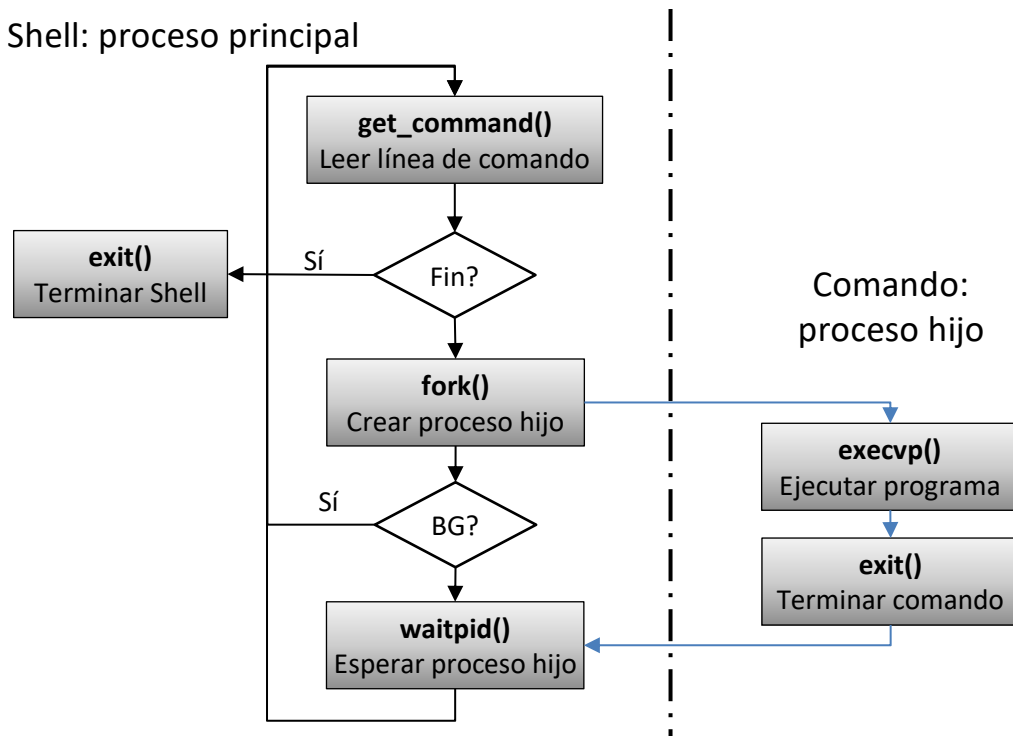 Shell: proceso principal
get_command()
Leer línea de comando
Fin?
Sí
exit()
Terminar Shell
Comando:
proceso hijo
fork()
Crear proceso hijo
execvp()
Ejecutar programa
BG?
Sí
exit()
Terminar comando
waitpid()
Esperar proceso hijo